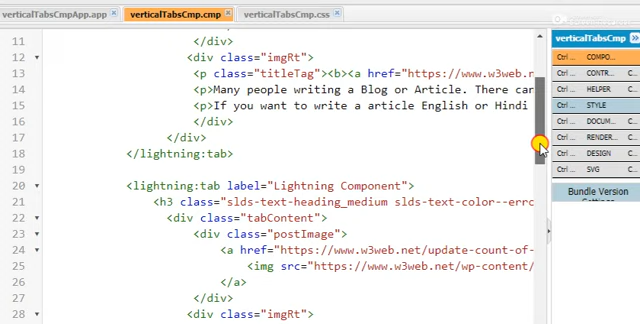 verticalTabsCmpApp.app verticalTabsCmp.cmp verticalTabsCmp.css
11 </div>
12 <div class="imgRt">
13 <p class="titleTag"><b><a href="https://www.w3web.n
14 <p>Many people writing a Blog or Article. There can
15 <p>If you want to write a article English or Hindi
16 </div>
17 </div>
18 </lightning:tab>
19
20 <lightning:tab label="Lightning Component">
21 <h3 class="slds-text-heading_medium slds-text-color--erro
22 <div class="tabContent">
23 <div class="postImage">
24 <a href="https://www.w3web.net/update-count-of-
25 <img src="https://www.w3web.net/wp-content/
26 </a>
27 </div>
28 <div class="imgRt">
verticalTabsCmp
Ctrl ... COMPO...
Ctrl ... CONTR... C...
Ctrl ... HELPER C...
Ctrl ... STYLE C...
Ctrl ... DOCUM... C...
Ctrl ... RENDER... C...
Ctrl ... DESIGN C...
Ctrl ... SVG C...
Bundle Version